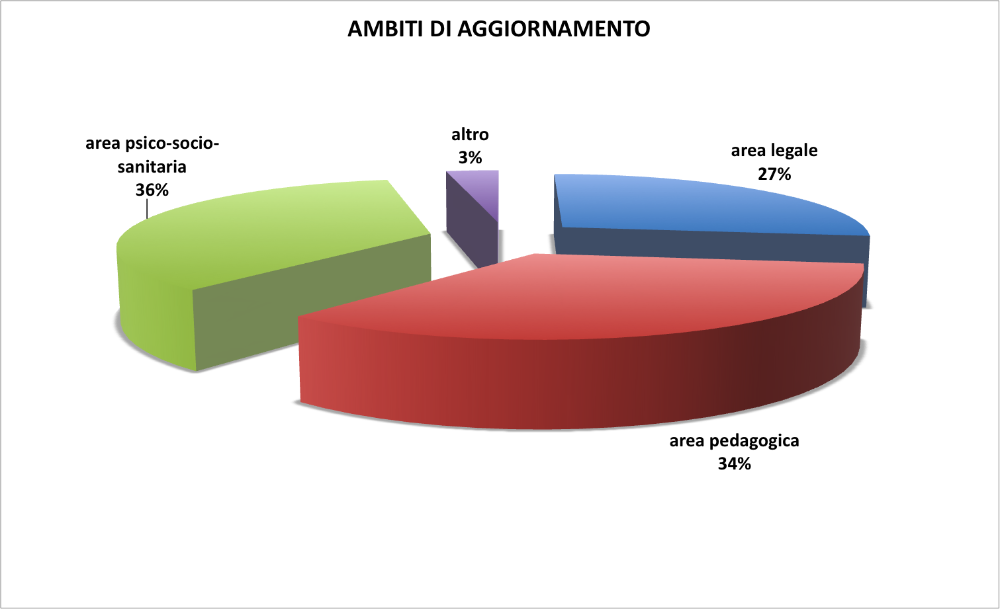 AMBITI DI AGGIORNAMENTO
area psico-socio-
sanitaria
36%
altro
3%
area legale
27%
area pedagogica
34%